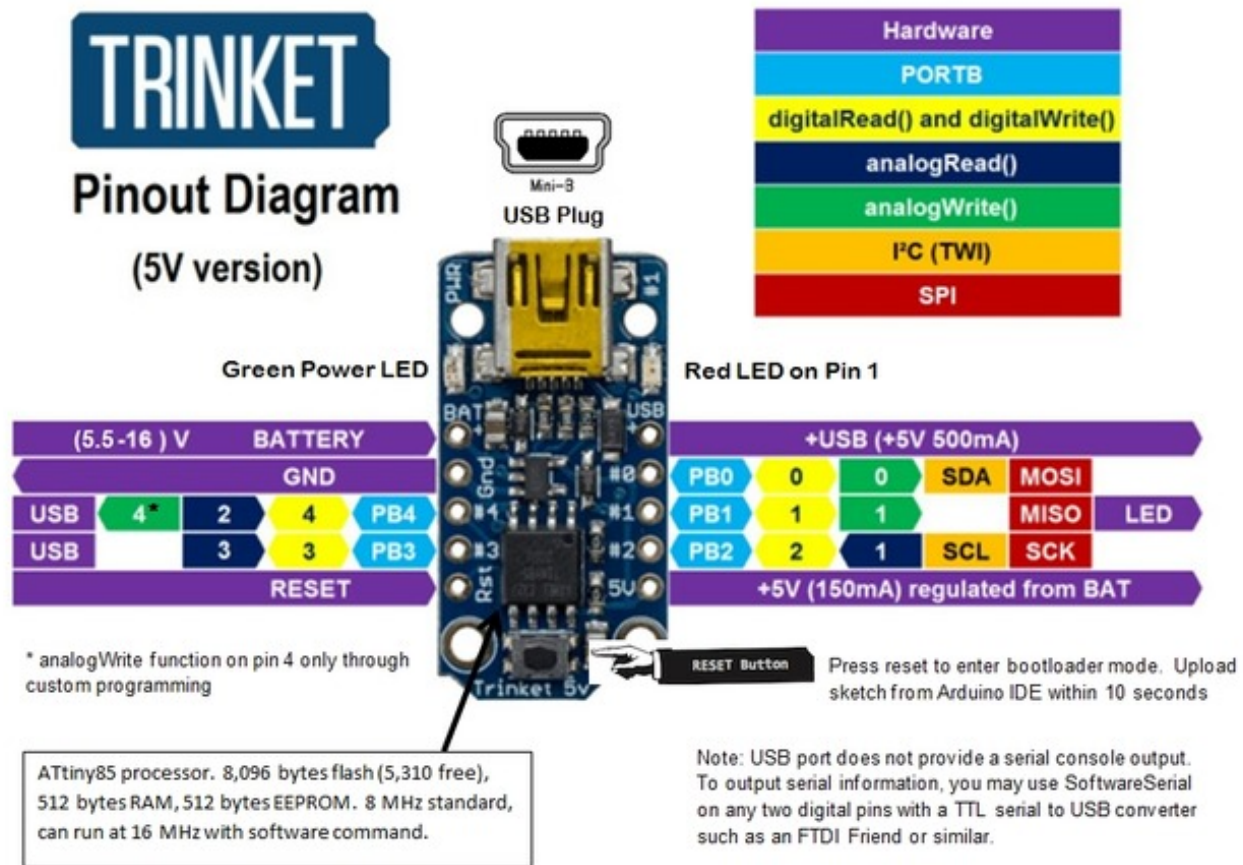 TRINKET
Pinout Diagram
(5V version)
Mini-B
USB Plug
Hardware
PORTB
digitalRead() and digitalWrite()
analogRead()
analogWrite()
I²C (TWI)
SPI
PWR
#1
Green Power LED
Red LED on Pin 1
BAT+
USB+
(5.5-16 ) V BATTERY
+USB (+5V 500mA)
GND
Gnd
#0
PB0 0 0 SDA MOSI
USB 4* 2 4 PB4
#4
#1
PB1 1 1 MISO LED
USB 3 3 PB3
#3
#2
PB2 2 1 SCL SCK
RESET
Rst
5V
+5V (150mA) regulated from BAT
* analogWrite function on pin 4 only through
custom programming
Trinket 5v
RESET Button
Press reset to enter bootloader mode. Upload
sketch from Arduino IDE within 10 seconds
ATtiny85 processor. 8,096 bytes flash (5,310 free),
512 bytes RAM, 512 bytes EEPROM. 8 MHz standard,
can run at 16 MHz with software command.
Note: USB port does not provide a serial console output.
To output serial information, you may use SoftwareSerial
on any two digital pins with a TTL serial to USB converter
such as an FTDI Friend or similar.